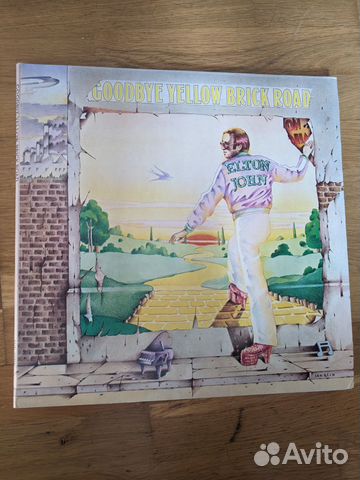 GOODBYE YELLOW BRICK ROAD
ELTON
JOHN
Avito